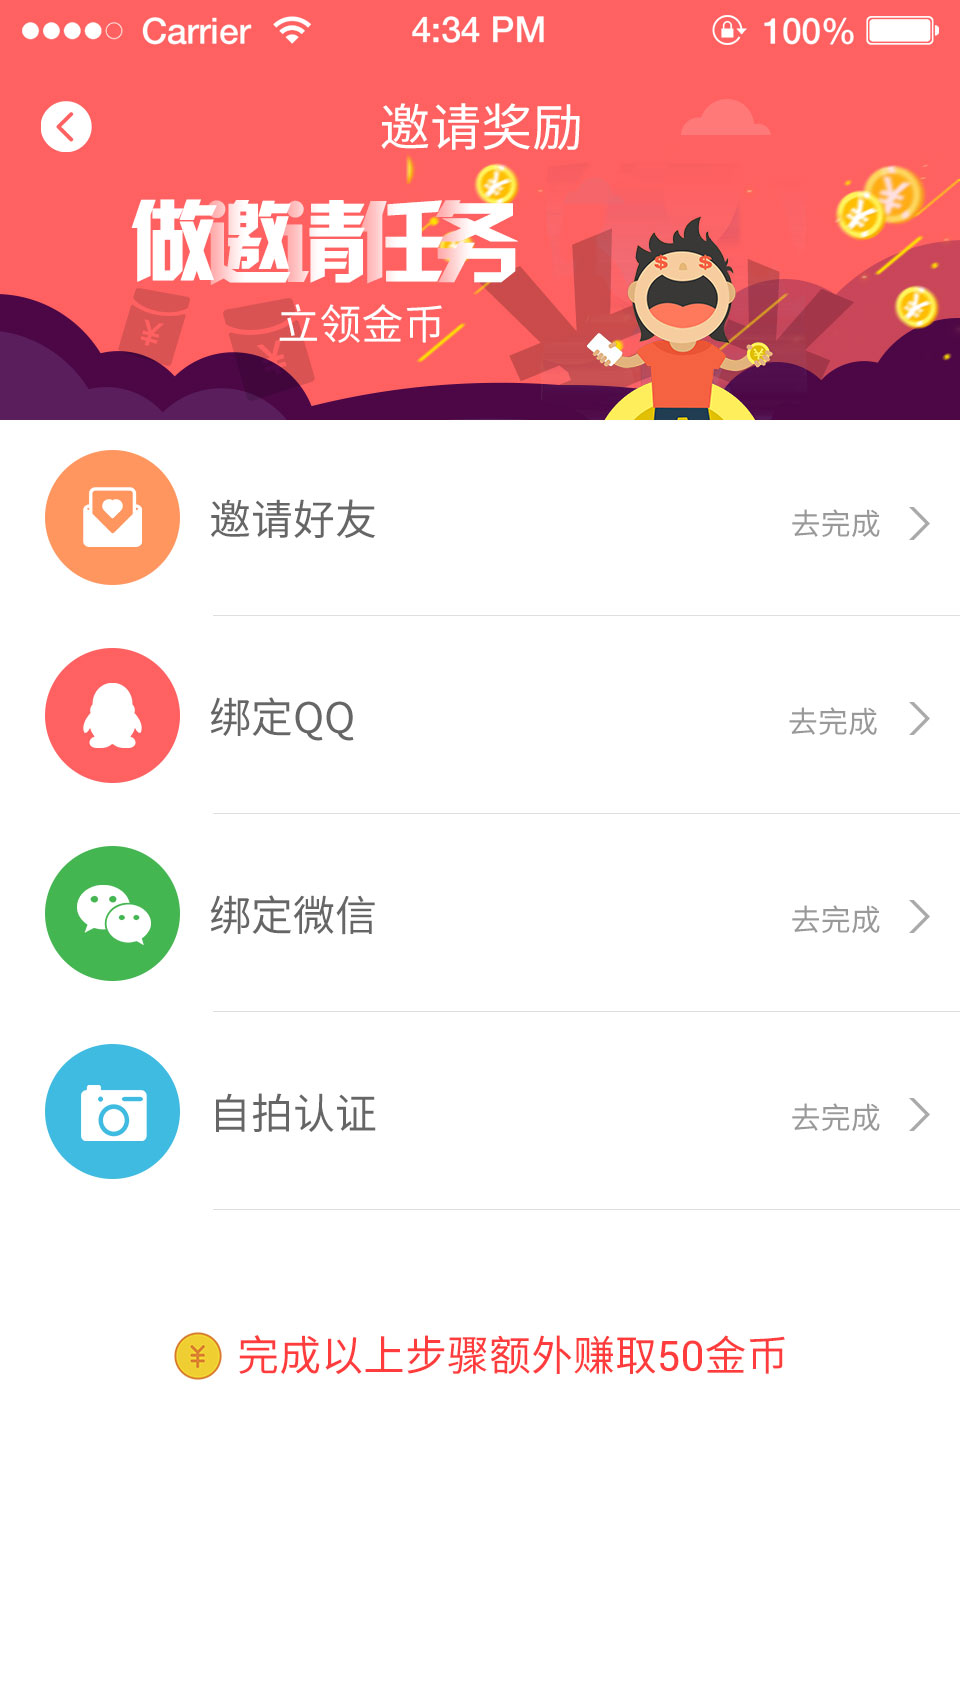 Carrier 4:34 PM 100%
邀请奖励
做邀请任务
立领金币
邀请好友 去完成
绑定QQ 去完成
绑定微信 去完成
自拍认证 去完成
¥ 完成以上步骤额外赚取50金币